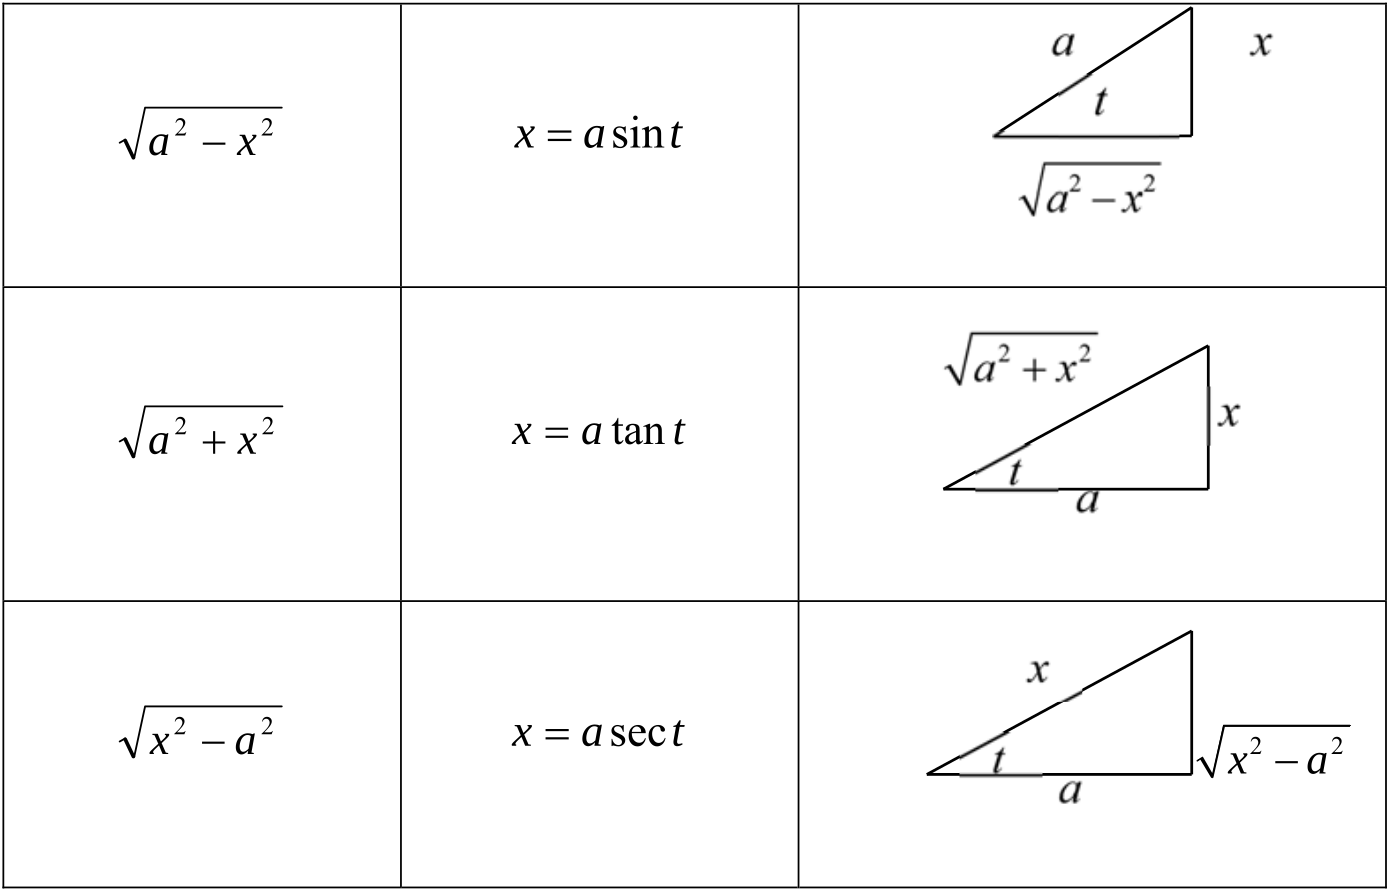 √(a² − x²)
x = a sin t
a
x
t
√(a² − x²)
√(a² + x²)
x = a tan t
√(a² + x²)
x
t
a
√(x² − a²)
x = a sec t
x
t
√(x² − a²)
a